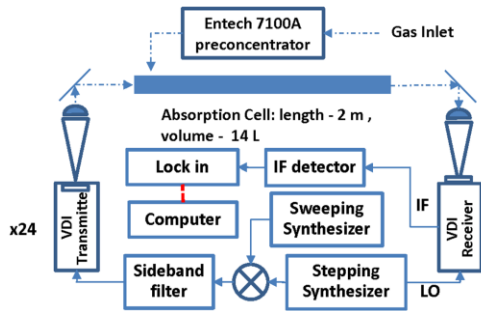 Entech 7100A
preconcentrator
Gas Inlet
Absorption Cell: length - 2 m ,
volume - 14 L
Lock in
IF detector
IF
Computer
Sweeping
Synthesizer
x24
VDI
Transmitte
VDI
Receiver
Sideband
filter
Stepping
Synthesizer
LO